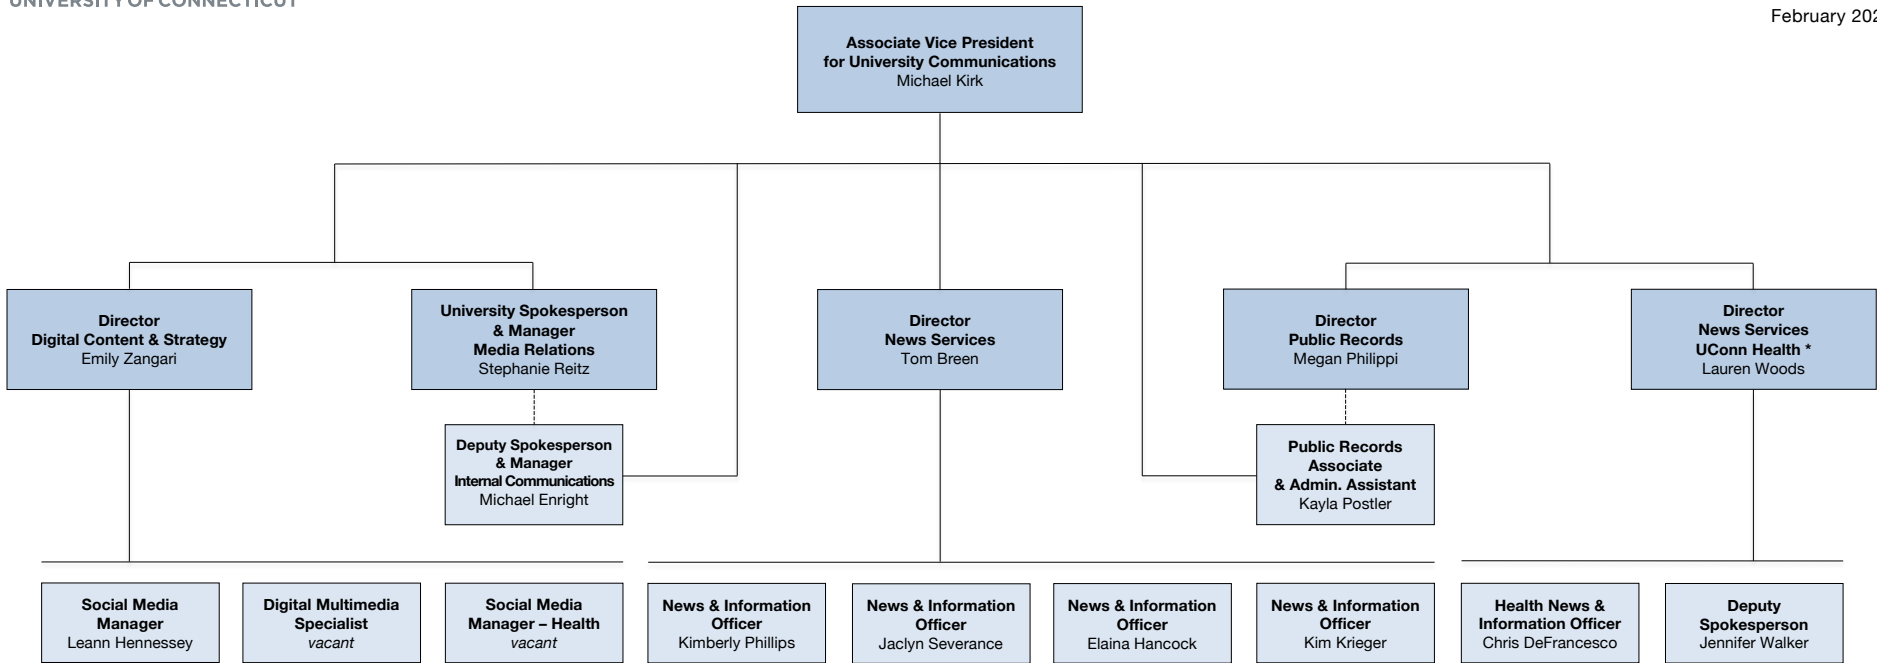 UNIVERSITY OF CONNECTICUT
February 202
Associate Vice President
for University Communications
Michael Kirk
Director
Digital Content & Strategy
Emily Zangari
University Spokesperson
& Manager
Media Relations
Stephanie Reitz
Director
News Services
Tom Breen
Director
Public Records
Megan Philippi
Director
News Services
UConn Health *
Lauren Woods
Deputy Spokesperson
& Manager
Internal Communications
Michael Enright
Public Records
Associate
& Admin. Assistant
Kayla Postler
Social Media
Manager
Leann Hennessey
Digital Multimedia
Specialist
vacant
Social Media
Manager – Health
vacant
News & Information
Officer
Kimberly Phillips
News & Information
Officer
Jaclyn Severance
News & Information
Officer
Elaina Hancock
News & Information
Officer
Kim Krieger
Health News &
Information Officer
Chris DeFrancesco
Deputy
Spokesperson
Jennifer Walker